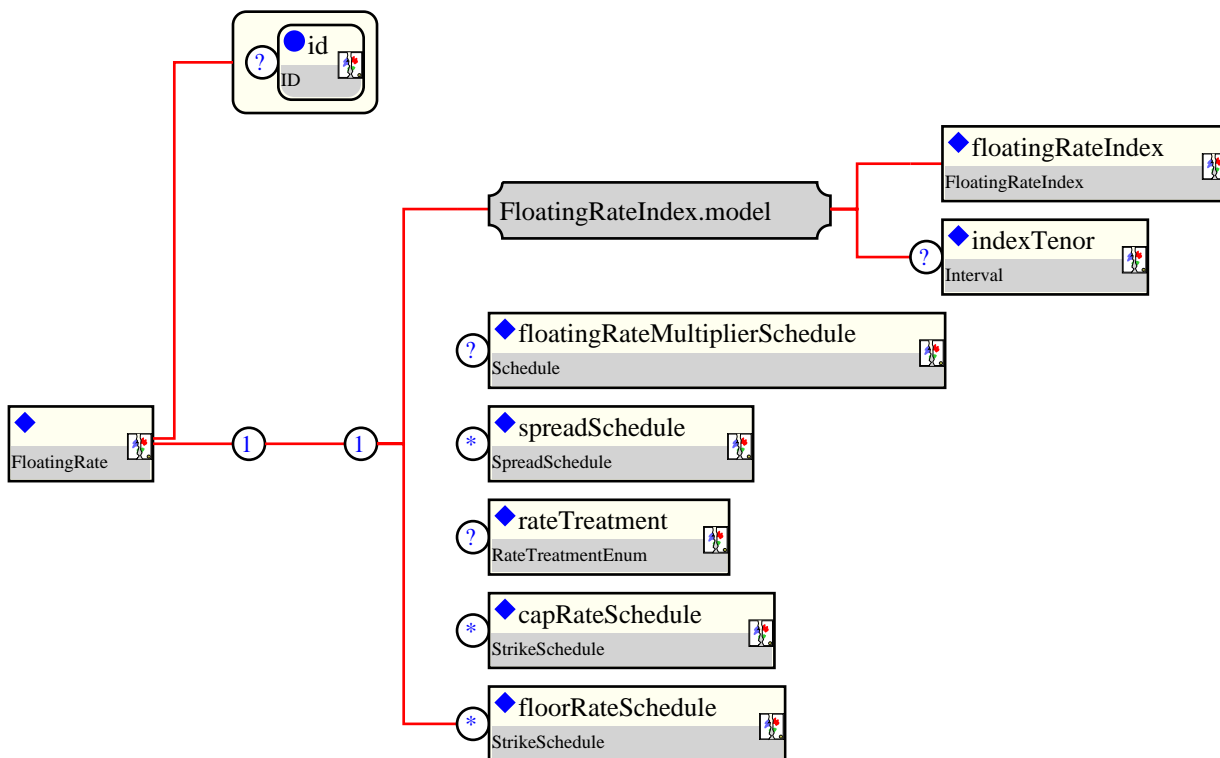 ? id
ID
floatingRateIndex
FloatingRateIndex
FloatingRateIndex.model
? indexTenor
Interval
? floatingRateMultiplierSchedule
Schedule
FloatingRate
1 1
* spreadSchedule
SpreadSchedule
? rateTreatment
RateTreatmentEnum
* capRateSchedule
StrikeSchedule
* floorRateSchedule
StrikeSchedule